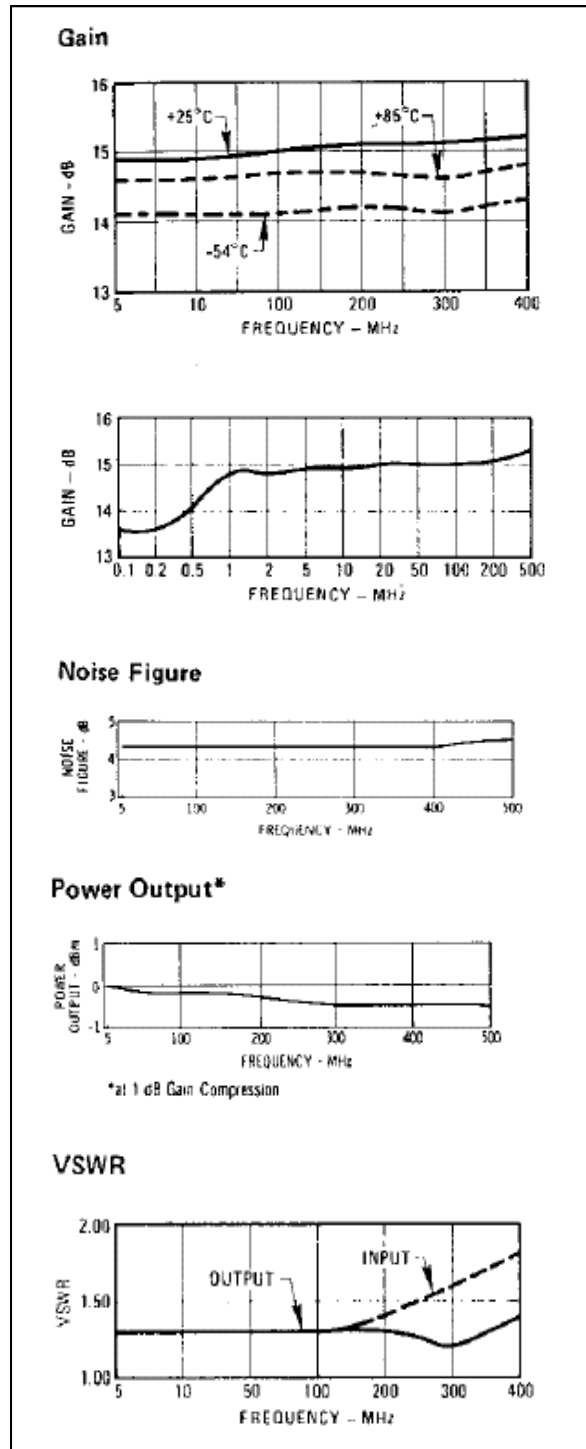 Gain
16
15
14
13
GAIN – dB
+25°C
+85°C
-54°C
5 10 100 200 300 400
FREQUENCY – MHz
16
15
14
13
GAIN – dB
0.1 0.2 0.5 1 2 5 10 20 50 100 200 500
FREQUENCY – MHz
Noise Figure
5
4
3
NOISE
FIGURE - dB
5 100 200 300 400 500
FREQUENCY - MHz
Power Output*
1
0
-1
POWER
OUTPUT - dBm
5 100 200 300 400 500
FREQUENCY - MHz
*at 1 dB Gain Compression
VSWR
2.00
1.50
1.00
VSWR
OUTPUT
INPUT
5 10 50 100 200 300 400
FREQUENCY – MHz